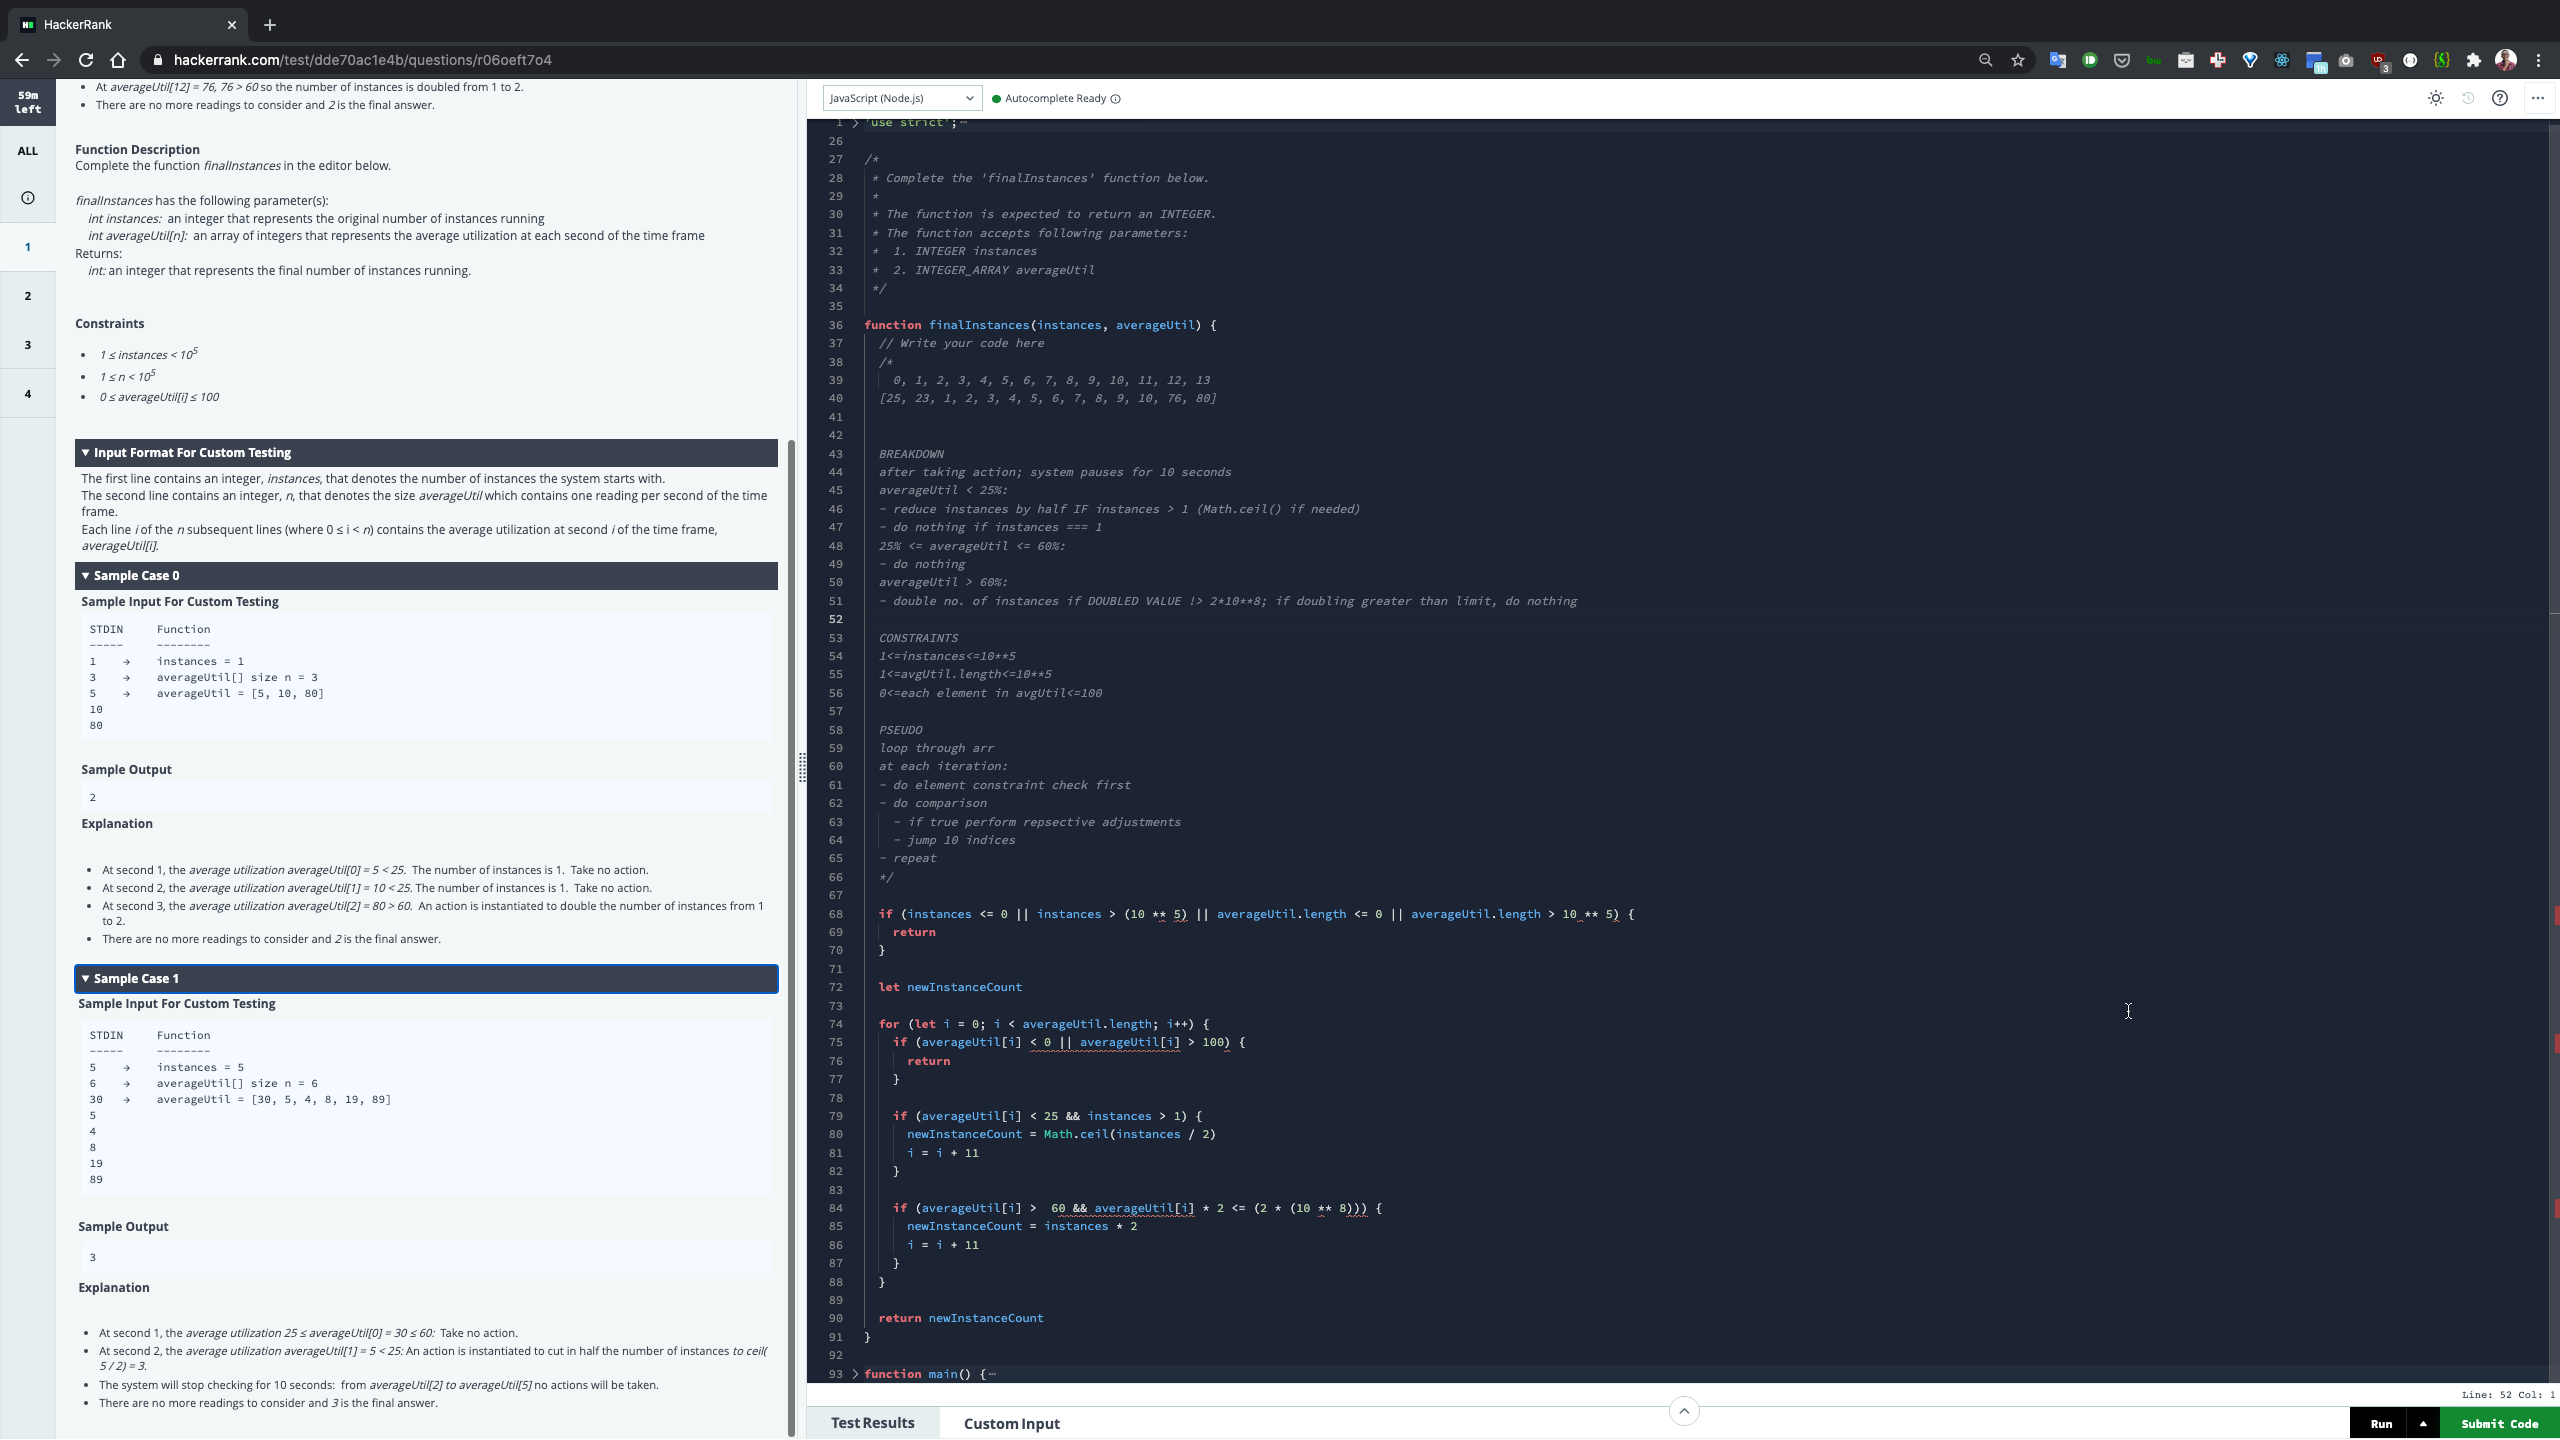 HackerRank
hackerrank.com/test/dde70ac1e4b/questions/r06oeft7o4
59m
left
ALL
1
2
3
4
• At averageUtil[12] = 76, 76 > 60 so the number of instances is doubled from 1 to 2.
• There are no more readings to consider and 2 is the final answer.
Function Description
Complete the function finalInstances in the editor below.
finalInstances has the following parameter(s):
int instances: an integer that represents the original number of instances running
int averageUtil[n]: an array of integers that represents the average utilization at each second of the time frame
Returns:
int: an integer that represents the final number of instances running.
Constraints
• 1 ≤ instances < 10^5
• 1 ≤ n < 10^5
• 0 ≤ averageUtil[i] ≤ 100
▼ Input Format For Custom Testing
The first line contains an integer, instances, that denotes the number of instances the system starts with.
The second line contains an integer, n, that denotes the size averageUtil which contains one reading per second of the time
frame.
Each line i of the n subsequent lines (where 0 ≤ i < n) contains the average utilization at second i of the time frame,
averageUtil[i].
▼ Sample Case 0
Sample Input For Custom Testing
STDIN Function
----- --------
1 → instances = 1
3 → averageUtil[] size n = 3
5 → averageUtil = [5, 10, 80]
10
80
Sample Output
2
Explanation
• At second 1, the average utilization averageUtil[0] = 5 < 25. The number of instances is 1. Take no action.
• At second 2, the average utilization averageUtil[1] = 10 < 25. The number of instances is 1. Take no action.
• At second 3, the average utilization averageUtil[2] = 80 > 60. An action is instantiated to double the number of instances from 1
to 2.
• There are no more readings to consider and 2 is the final answer.
▼ Sample Case 1
Sample Input For Custom Testing
STDIN Function
----- --------
5 → instances = 5
6 → averageUtil[] size n = 6
30 → averageUtil = [30, 5, 4, 8, 19, 89]
5
4
8
19
89
Sample Output
3
Explanation
• At second 1, the average utilization 25 ≤ averageUtil[0] = 30 ≤ 60: Take no action.
• At second 2, the average utilization averageUtil[1] = 5 < 25: An action is instantiated to cut in half the number of instances to ceil(
5 / 2) = 3.
• The system will stop checking for 10 seconds: from averageUtil[2] to averageUtil[5] no actions will be taken.
• There are no more readings to consider and 3 is the final answer.
JavaScript (Node.js)
Autocomplete Ready
1 > 'use strict';
26
27 /*
28 * Complete the 'finalInstances' function below.
29 *
30 * The function is expected to return an INTEGER.
31 * The function accepts following parameters:
32 *  1. INTEGER instances
33 *  2. INTEGER_ARRAY averageUtil
34 */
35
36 function finalInstances(instances, averageUtil) {
37 // Write your code here
38 /*
39 0, 1, 2, 3, 4, 5, 6, 7, 8, 9, 10, 11, 12, 13
40 [25, 23, 1, 2, 3, 4, 5, 6, 7, 8, 9, 10, 76, 80]
41
42
43 BREAKDOWN
44 after taking action; system pauses for 10 seconds
45 averageUtil < 25%:
46 - reduce instances by half IF instances > 1 (Math.ceil() if needed)
47 - do nothing if instances === 1
48 25% <= averageUtil <= 60%:
49 - do nothing
50 averageUtil > 60%:
51 - double no. of instances if DOUBLED VALUE !> 2*10**8; if doubling greater than limit, do nothing
52
53 CONSTRAINTS
54 1<=instances<=10**5
55 1<=avgUtil.length<=10**5
56 0<=each element in avgUtil<=100
57
58 PSEUDO
59 loop through arr
60 at each iteration:
61 - do element constraint check first
62 - do comparison
63 - if true perform repsective adjustments
64 - jump 10 indices
65 - repeat
66 */
67
68 if (instances <= 0 || instances > (10 ** 5) || averageUtil.length <= 0 || averageUtil.length > 10 ** 5) {
69 return
70 }
71
72 let newInstanceCount
73
74 for (let i = 0; i < averageUtil.length; i++) {
75 if (averageUtil[i] < 0 || averageUtil[i] > 100) {
76 return
77 }
78
79 if (averageUtil[i] < 25 && instances > 1) {
80 newInstanceCount = Math.ceil(instances / 2)
81 i = i + 11
82 }
83
84 if (averageUtil[i] >  60 && averageUtil[i] * 2 <= (2 * (10 ** 8))) {
85 newInstanceCount = instances * 2
86 i = i + 11
87 }
88 }
89
90 return newInstanceCount
91 }
92
93 > function main() {
Line: 52 Col: 1
Test Results
Custom Input
Run
Submit Code